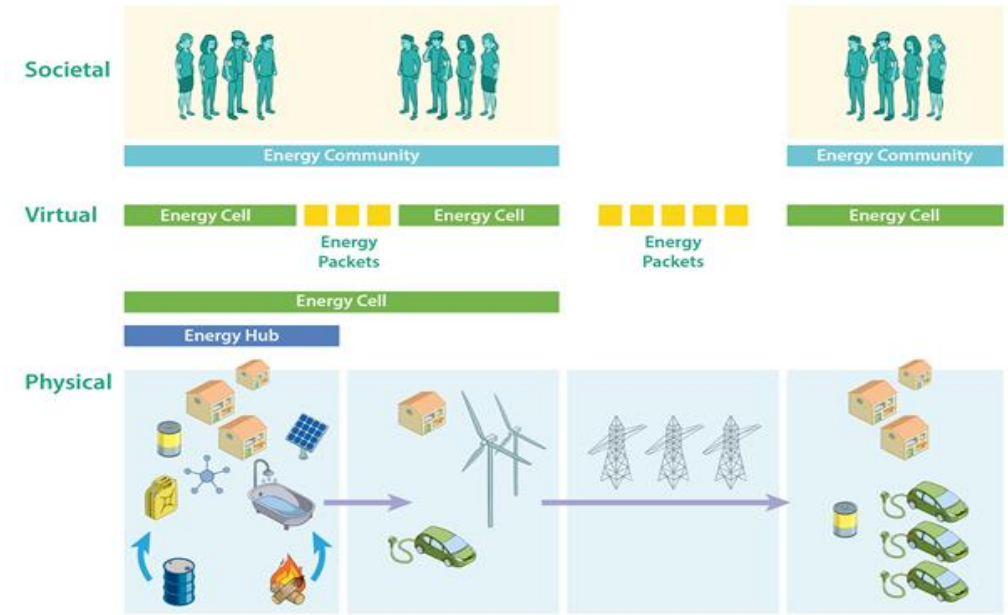 Societal
Energy Community
Energy Community
Virtual
Energy Cell
Energy Cell
Energy Cell
Energy
Packets
Energy
Packets
Energy Cell
Energy Hub
Physical